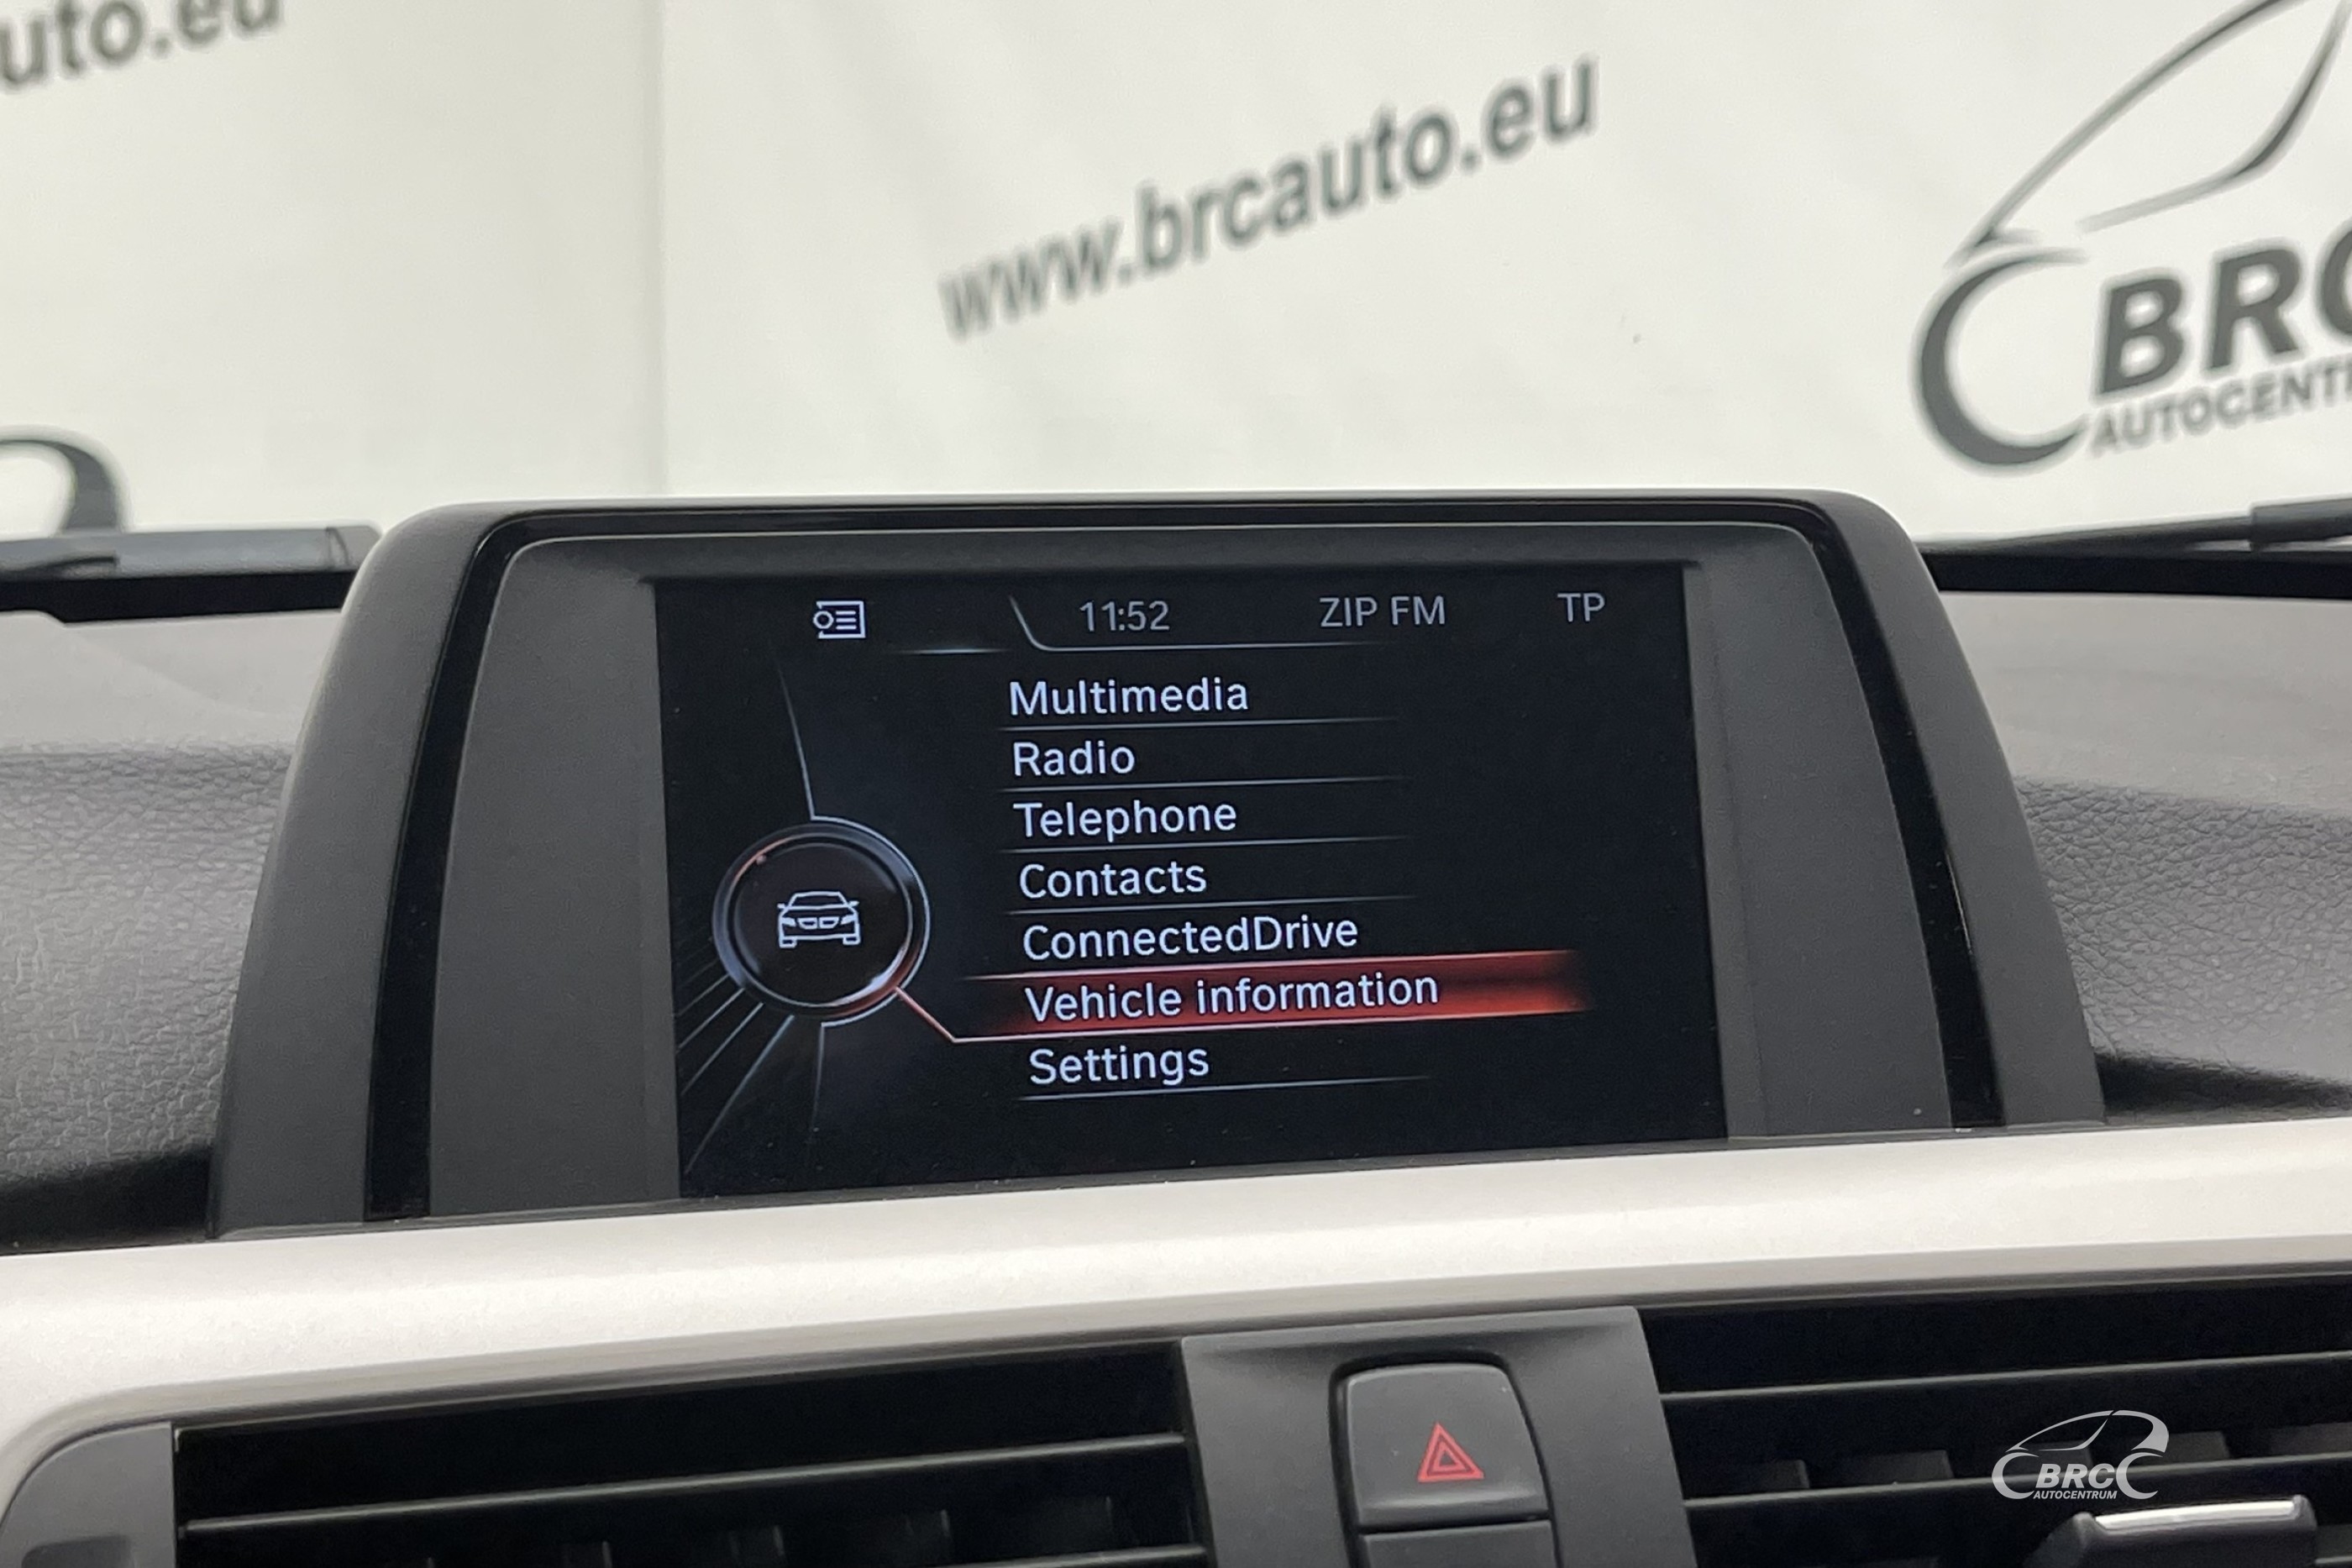 uto.eu
www.brcauto.eu
BRC
AUTOCENT
11:52 ZIP FM TP
Multimedia
Radio
Telephone
Contacts
ConnectedDrive
Vehicle information
Settings
BRC
AUTOCENTRUM